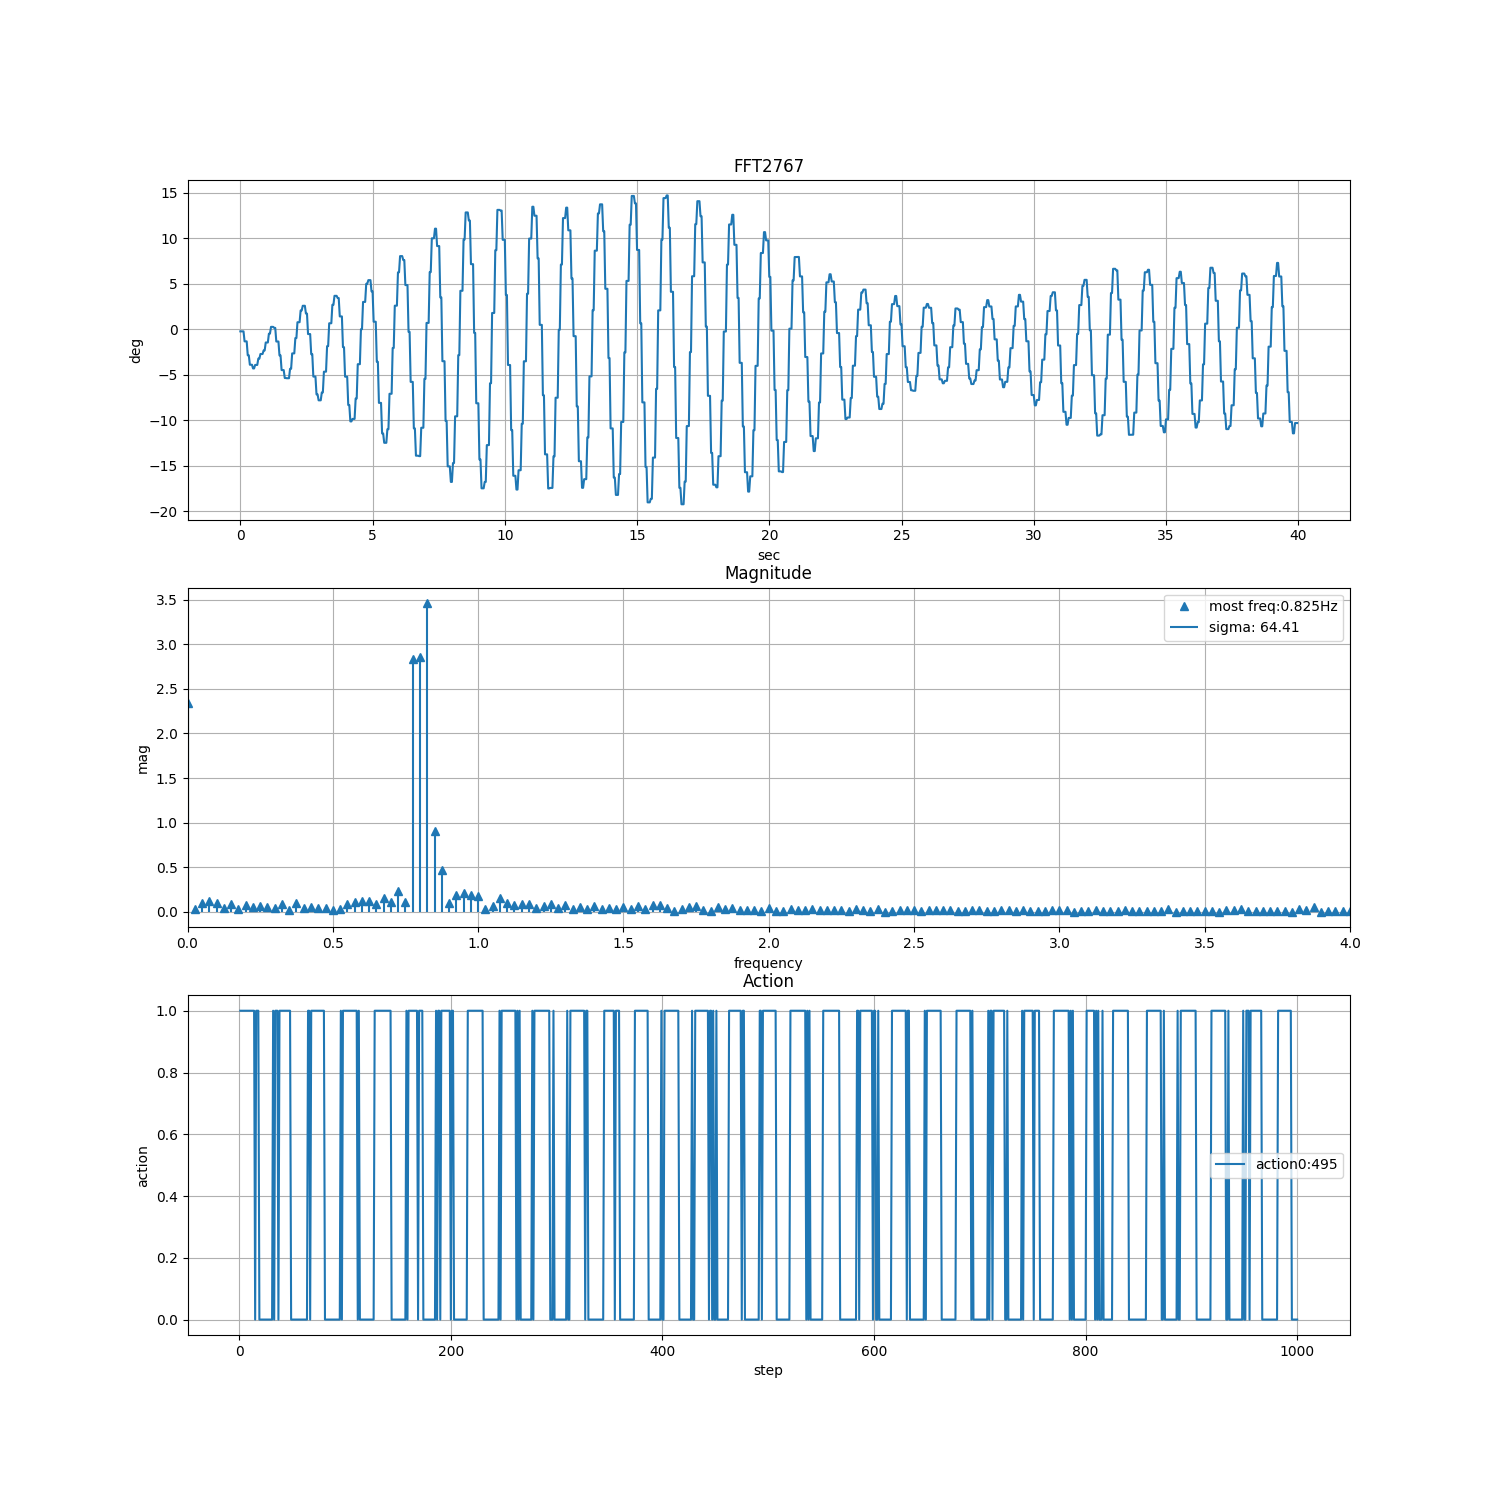 FFT2767
15
10
5
0
−5
−10
−15
−20
deg
0 5 10 15 20 25 30 35 40
sec
Magnitude
3.5
3.0
2.5
2.0
1.5
1.0
0.5
0.0
mag
most freq:0.825Hz
sigma: 64.41
0.0 0.5 1.0 1.5 2.0 2.5 3.0 3.5 4.0
frequency
Action
1.0
0.8
0.6
0.4
0.2
0.0
action
action0:495
0 200 400 600 800 1000
step